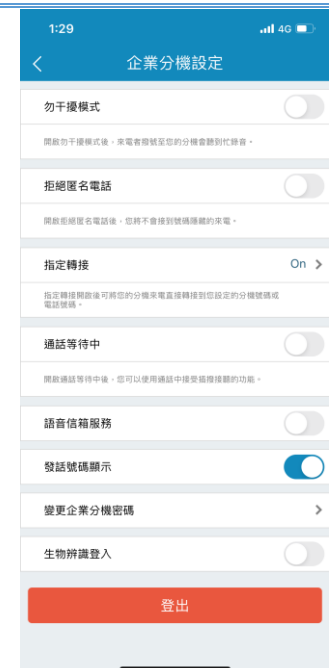 1:29
4G
企業分機設定
勿干擾模式
開啟勿干擾模式後，來電者撥號至您的分機會聽到忙錄音。
拒絕匿名電話
開啟拒絕匿名電話後，您將不會接到號碼隱藏的來電。
指定轉接
On
指定轉接開啟後可將您的分機來電直接轉接到您設定的分機號碼或
電話號碼。
通話等待中
開啟通話等待中後，您可以使用通話中接受插撥接聽的功能。
語音信箱服務
發話號碼顯示
變更企業分機密碼
生物辨識登入
登出